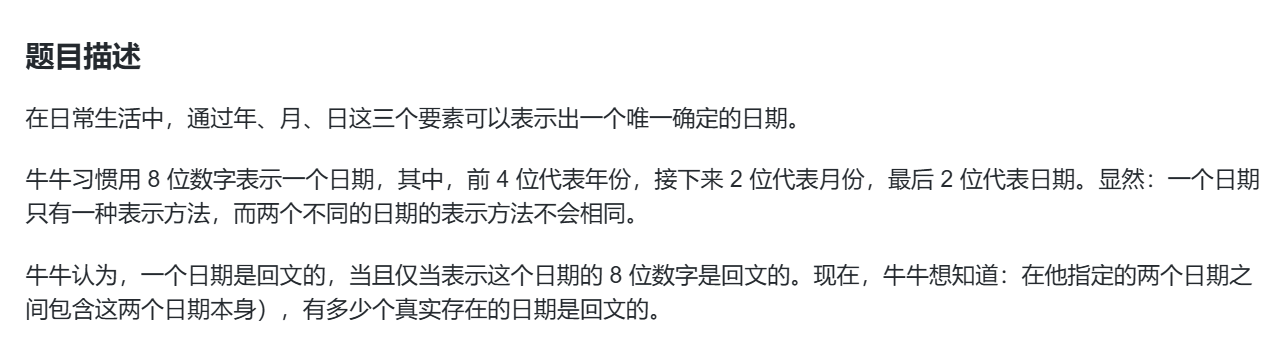 题目描述
在日常生活中，通过年、月、日这三个要素可以表示出一个唯一确定的日期。
牛牛习惯用 8 位数字表示一个日期，其中，前 4 位代表年份，接下来 2 位代表月份，最后 2 位代表日期。显然：一个日期
只有一种表示方法，而两个不同的日期的表示方法不会相同。
牛牛认为，一个日期是回文的，当且仅当表示这个日期的 8 位数字是回文的。现在，牛牛想知道：在他指定的两个日期之
间包含这两个日期本身），有多少个真实存在的日期是回文的。